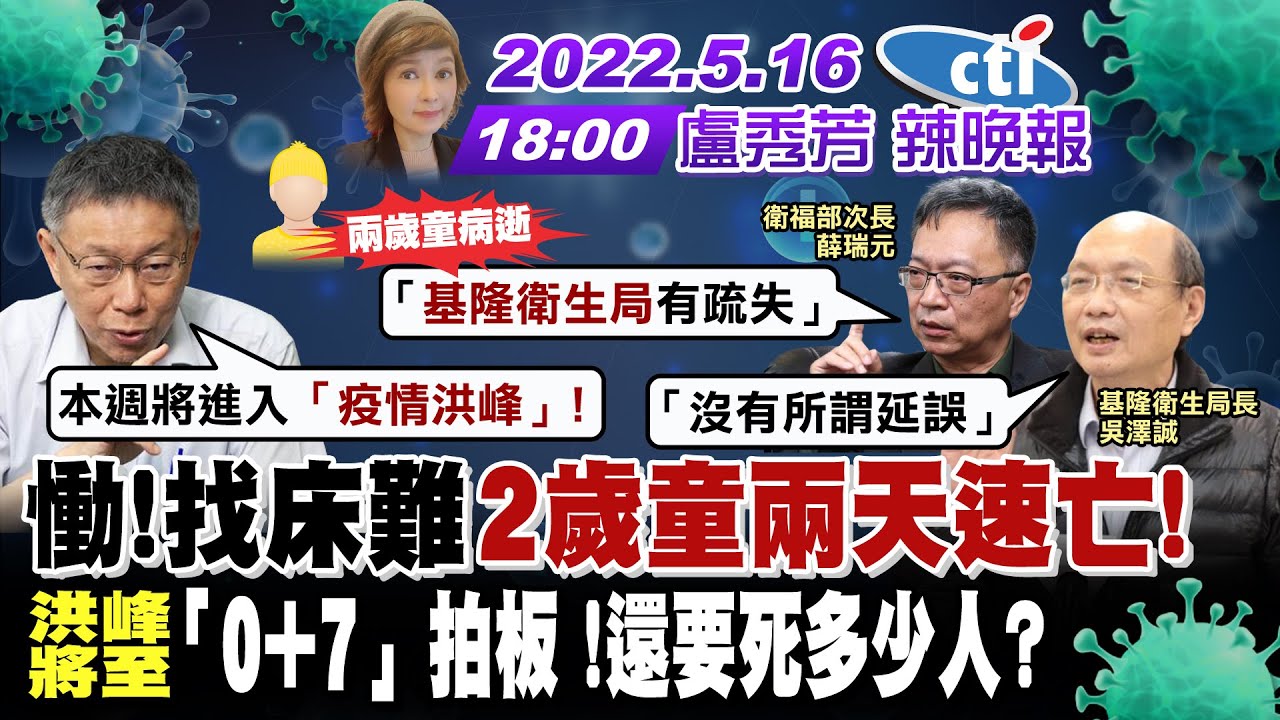 2022.5.16
cti
18:00 盧秀芳 辣晚報
兩歲童病逝
衛福部次長
薛瑞元
「基隆衛生局有疏失」
本週將進入「疫情洪峰」!
「沒有所謂延誤」
基隆衛生局長
吳澤誠
慟!找床難2歲童兩天速亡!
洪峰將至「0+7」拍板!還要死多少人?